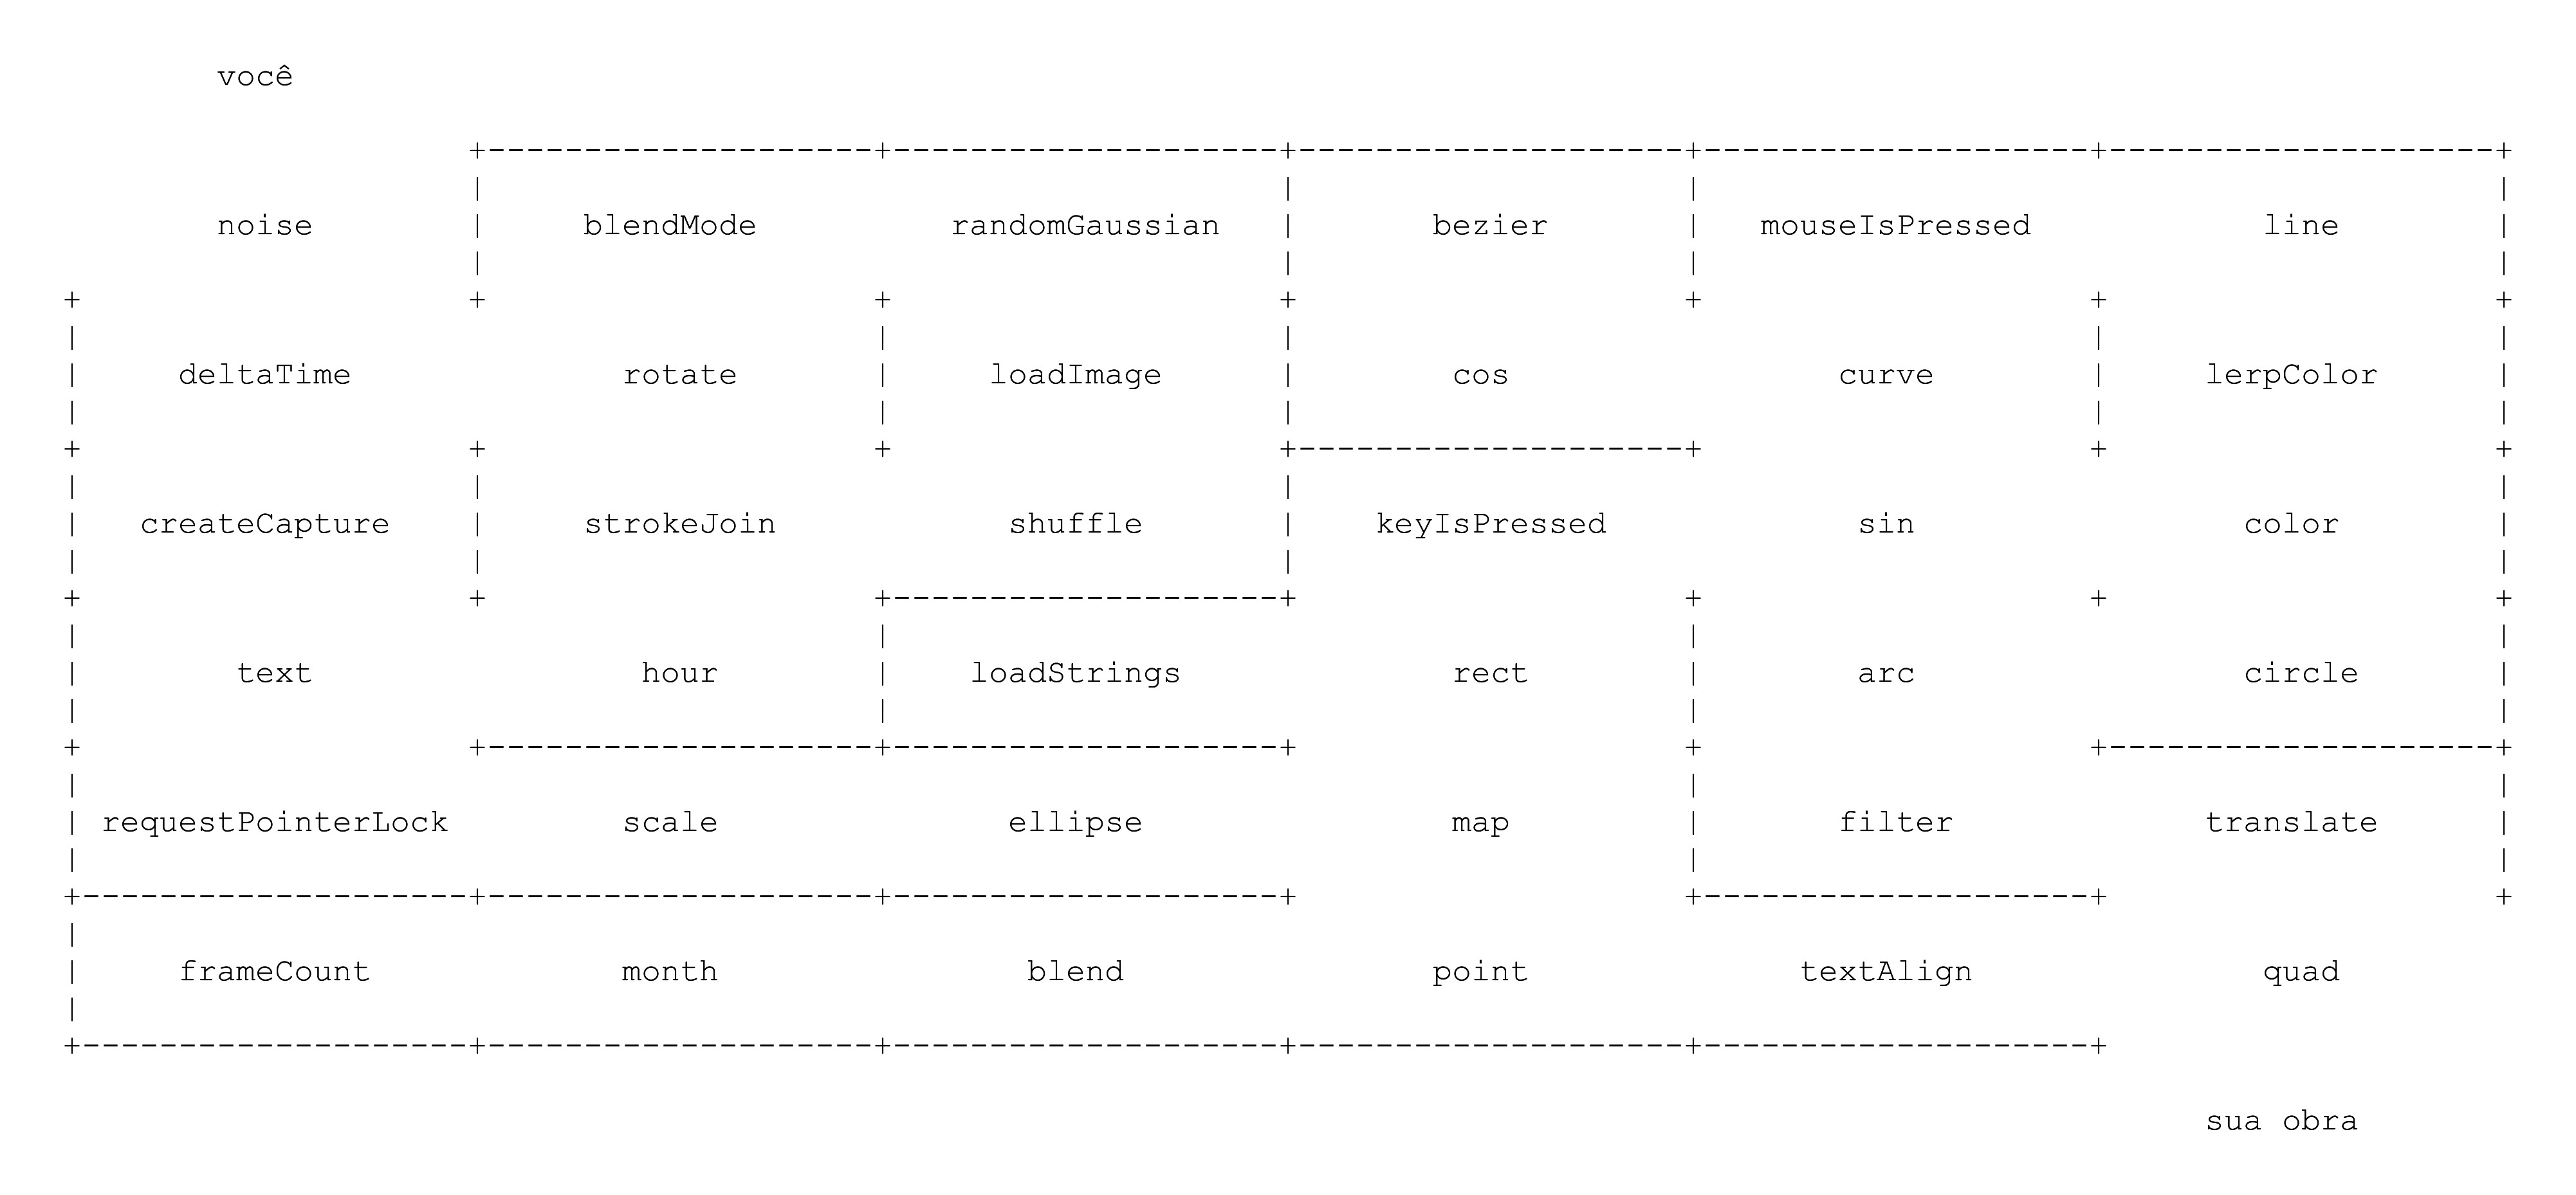 você
noise blendMode randomGaussian bezier mouseIsPressed line
deltaTime rotate loadImage cos curve lerpColor
createCapture strokeJoin shuffle keyIsPressed sin color
text hour loadStrings rect arc circle
requestPointerLock scale ellipse map filter translate
frameCount month blend point textAlign quad
sua obra